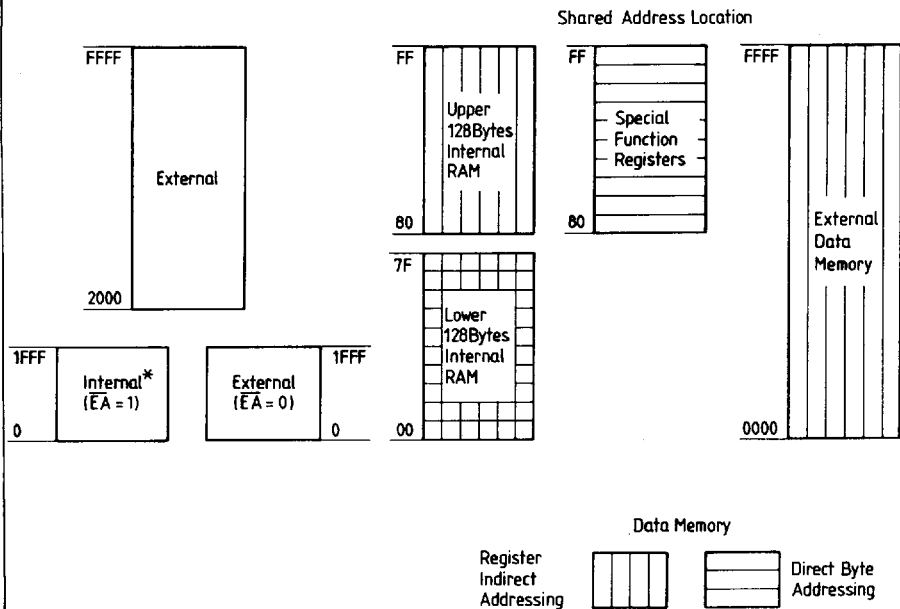 Shared Address Location
FFFF
External
2000
1FFF
Internal*
(E̅A̅ = 1)
0
External
(E̅A̅ = 0)
1FFF
0
FF
Upper
128Bytes
Internal
RAM
80
7F
Lower
128Bytes
Internal
RAM
00
FF
Special
Function
Registers
80
FFFF
External
Data
Memory
0000
Data Memory
Register
Indirect
Addressing
Direct Byte
Addressing